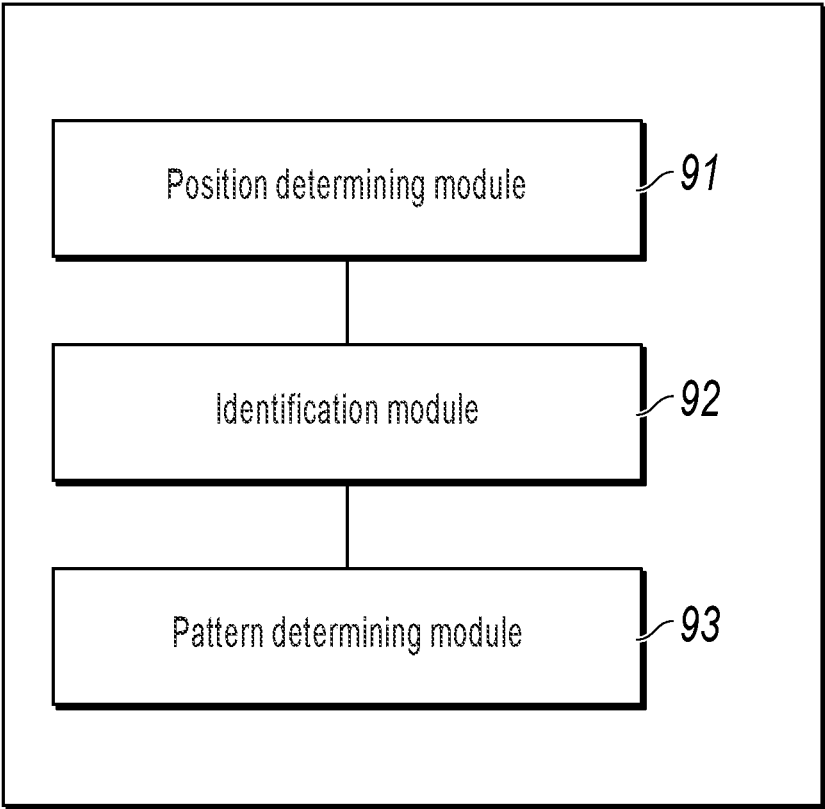 Position determining module
91
Identification module
92
Pattern determining module
93